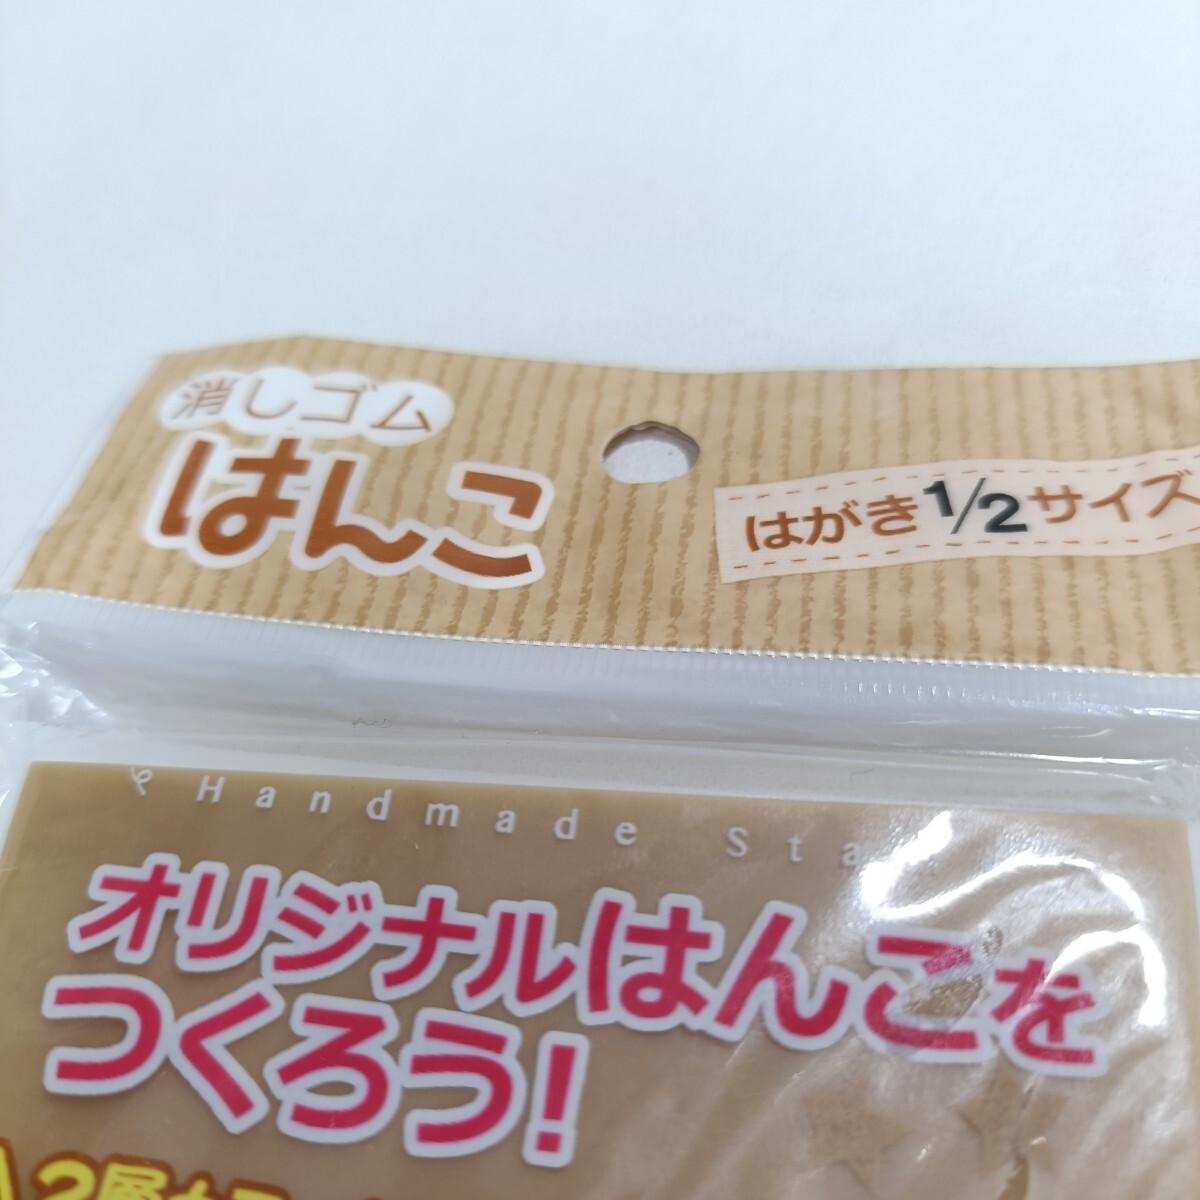 消しゴム
はんこ
はがき1/2サイズ
Handmade Sta
オリジナルはんこを
つくろう!